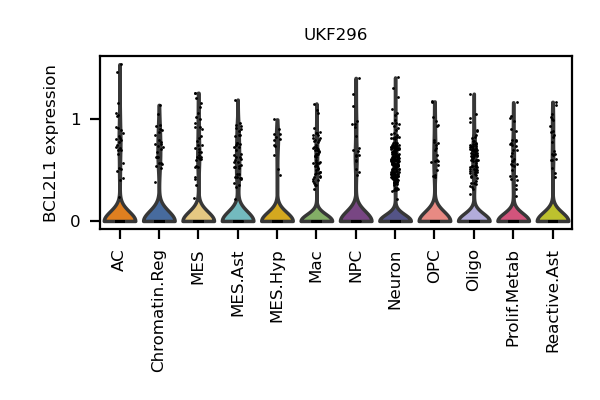 UKF296
BCL2L1 expression
1
0
AC
Chromatin.Reg
MES
MES.Ast
MES.Hyp
Mac
NPC
Neuron
OPC
Oligo
Prolif.Metab
Reactive.Ast